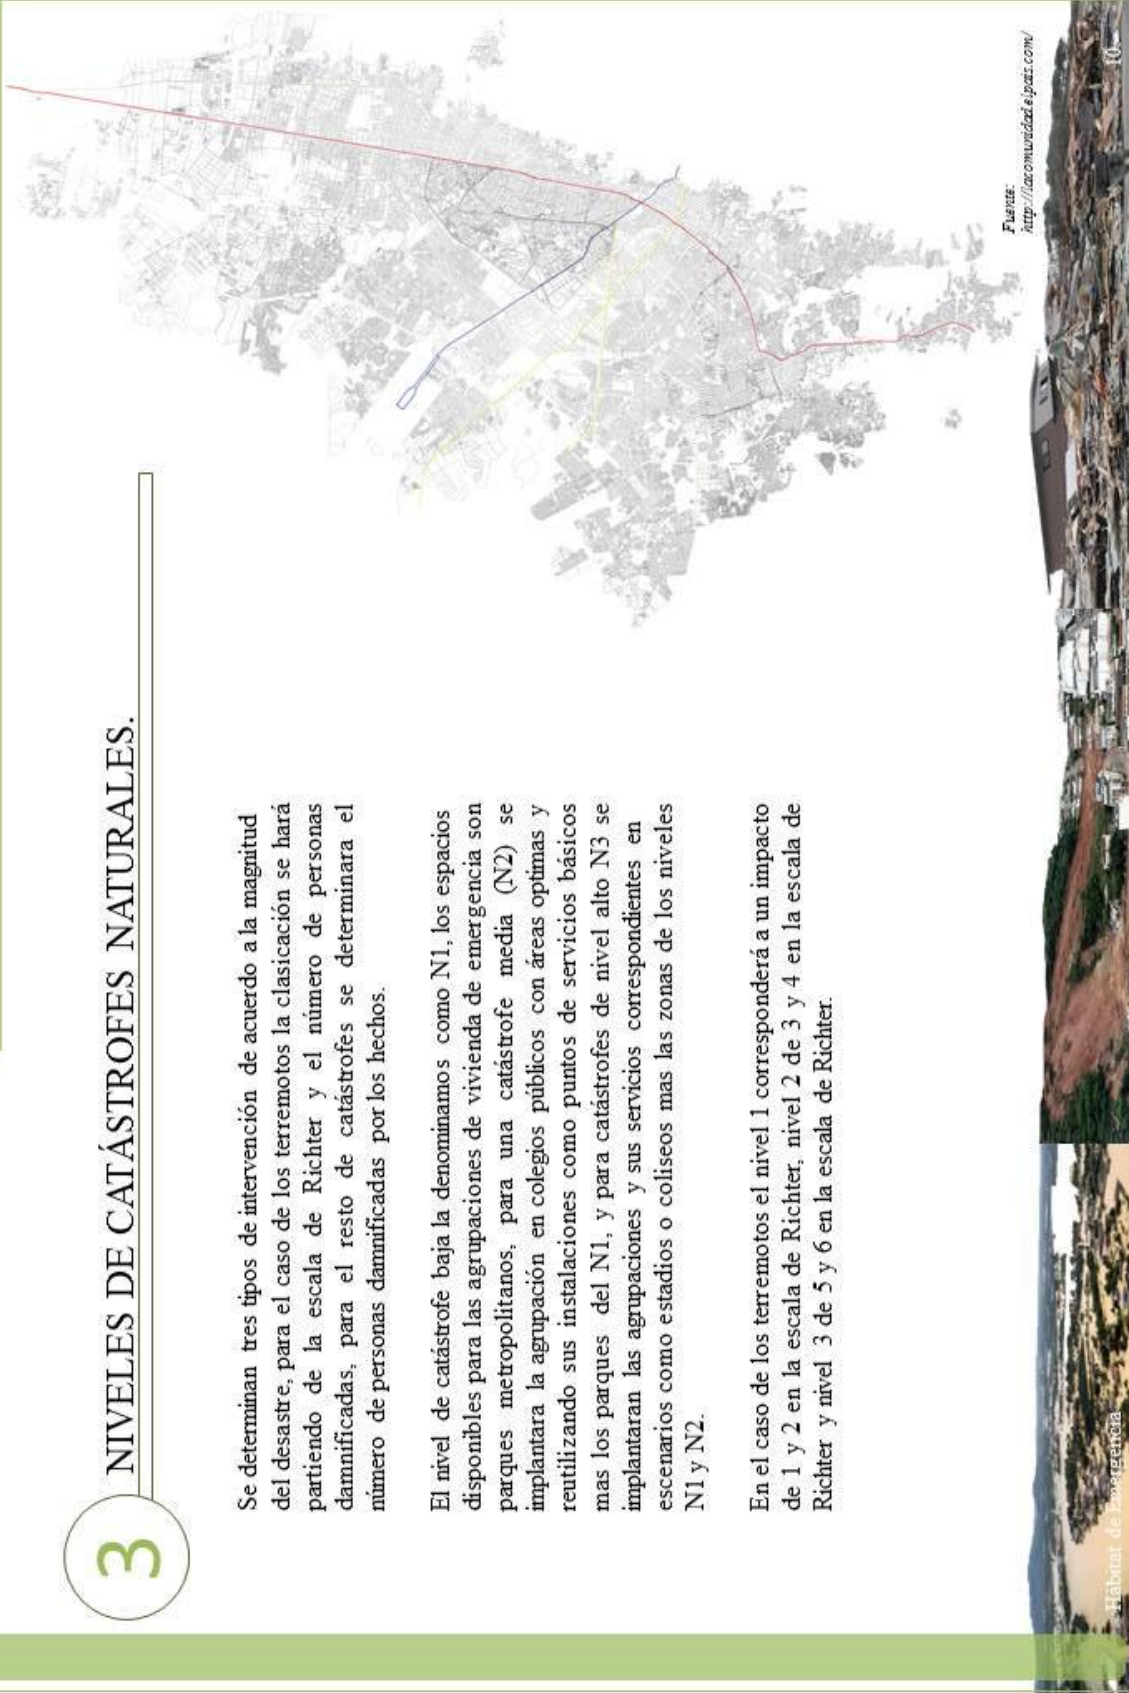 3
NIVELES DE CATÁSTROFES NATURALES.
Se determinan tres tipos de intervención de acuerdo a la magnitud
del desastre, para el caso de los terremotos la clasicación se hará
partiendo de la escala de Richter y el número de personas
damnificadas, para el resto de catástrofes se determinara el
número de personas damnificadas por los hechos.
El nivel de catástrofe baja la denominamos como N1, los espacios
disponibles para las agrupaciones de vivienda de emergencia son
parques metropolitanos, para una catástrofe media (N2) se
implantara la agrupación en colegios públicos con áreas optimas y
reutilizando sus instalaciones como puntos de servicios básicos
mas los parques del N1, y para catástrofes de nivel alto N3 se
implantaran las agrupaciones y sus servicios correspondientes en
escenarios como estadios o coliseos mas las zonas de los niveles
N1 y N2.
En el caso de los terremotos el nivel 1 corresponderá a un impacto
de 1 y 2 en la escala de Richter, nivel 2 de 3 y 4 en la escala de
Richter y nivel 3 de 5 y 6 en la escala de Richter.
Fuente:
http://lacomunidad.elpais.com/
Hábitat de Emergencia
10.